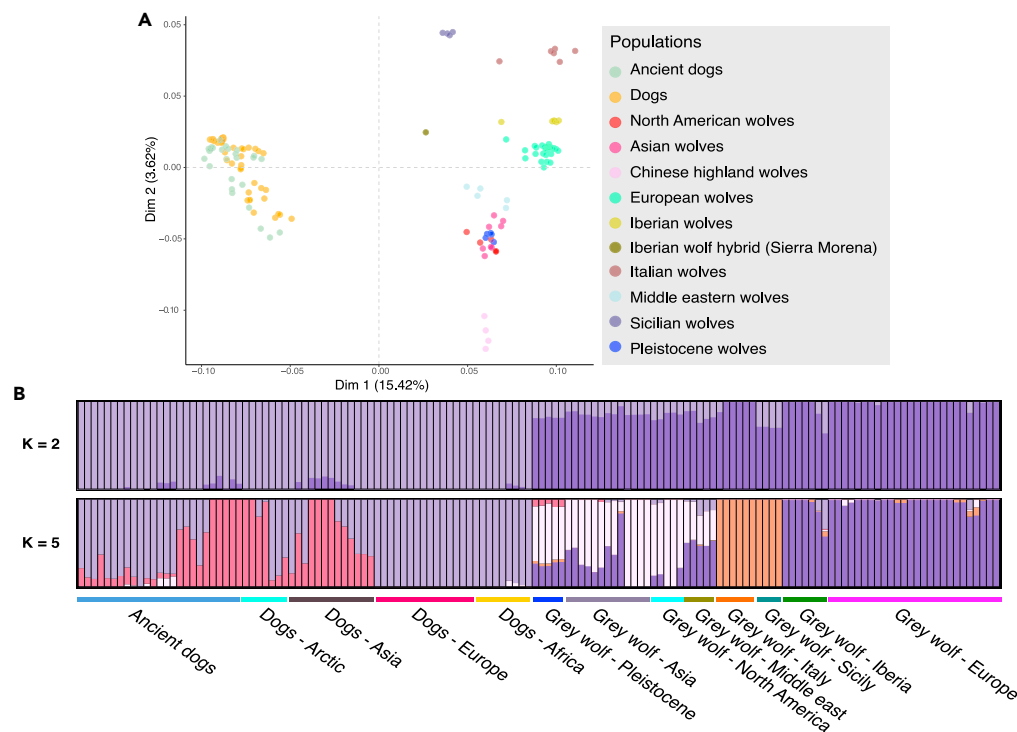 A
Dim 2 (3.62%)
0.05
0.05
0.00
−0.05
−0.10
−0.10
−0.05
0.00
0.05
0.10
Dim 1 (15.42%)
Populations
Ancient dogs
Dogs
North American wolves
Asian wolves
Chinese highland wolves
European wolves
Iberian wolves
Iberian wolf hybrid (Sierra Morena)
Italian wolves
Middle eastern wolves
Sicilian wolves
Pleistocene wolves
B
K = 2
K = 5
Ancient dogs
Dogs - Arctic
Dogs - Asia
Dogs - Europe
Dogs - Africa
Grey wolf - Pleistocene
Grey wolf - Asia
Grey wolf - North America
Grey wolf - Middle east
Grey wolf - Italy
Grey wolf - Sicily
Grey wolf - Iberia
Grey wolf - Europe